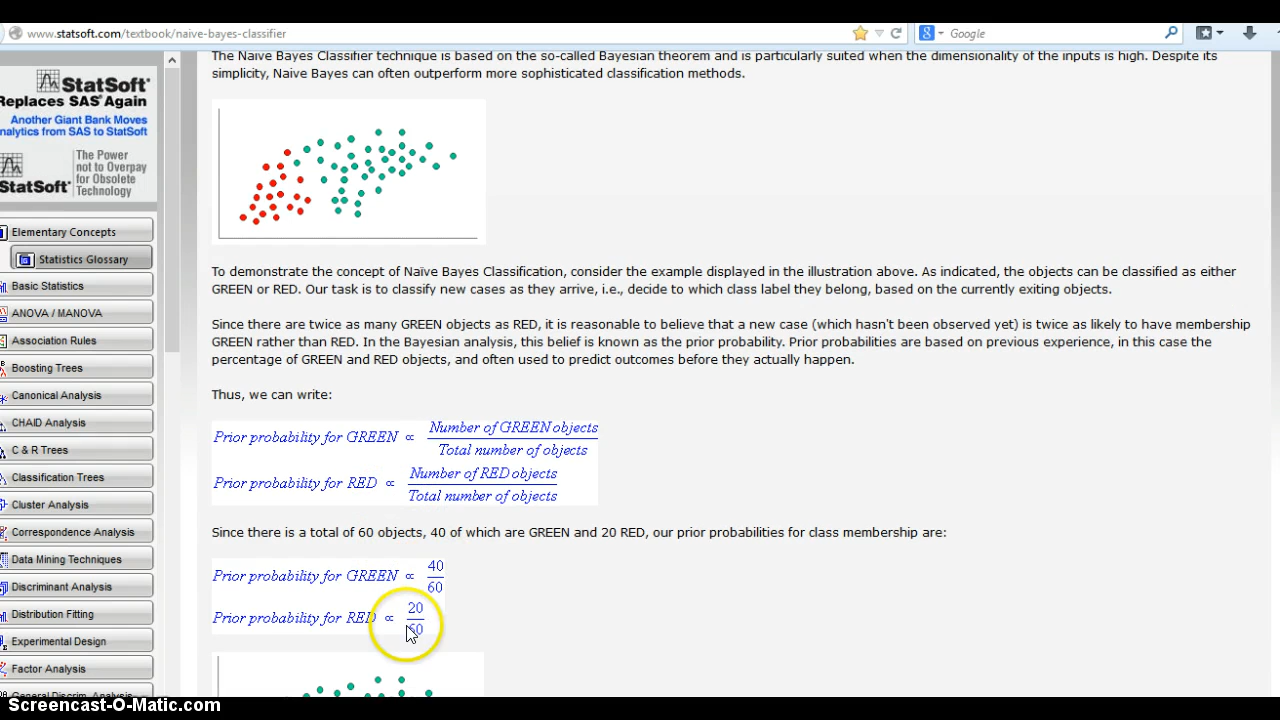 www.statsoft.com/textbook/naive-bayes-classifier
Google
StatSoft®
Replaces SAS® Again
Another Giant Bank Moves
nalytics from SAS to StatSoft
StatSoft®
The Power
not to Overpay
for Obsolete
Technology
Elementary Concepts
Statistics Glossary
Basic Statistics
ANOVA / MANOVA
Association Rules
Boosting Trees
Canonical Analysis
CHAID Analysis
C & R Trees
Classification Trees
Cluster Analysis
Correspondence Analysis
Data Mining Techniques
Discriminant Analysis
Distribution Fitting
Experimental Design
Factor Analysis
General Discrim. Analysis
The Naive Bayes Classifier technique is based on the so-called Bayesian theorem and is particularly suited when the dimensionality of the inputs is high. Despite its
simplicity, Naive Bayes can often outperform more sophisticated classification methods.
To demonstrate the concept of Naïve Bayes Classification, consider the example displayed in the illustration above. As indicated, the objects can be classified as either
GREEN or RED. Our task is to classify new cases as they arrive, i.e., decide to which class label they belong, based on the currently exiting objects.
Since there are twice as many GREEN objects as RED, it is reasonable to believe that a new case (which hasn't been observed yet) is twice as likely to have membership
GREEN rather than RED. In the Bayesian analysis, this belief is known as the prior probability. Prior probabilities are based on previous experience, in this case the
percentage of GREEN and RED objects, and often used to predict outcomes before they actually happen.
Thus, we can write:
Prior probability for GREEN ∝ Number of GREEN objects
Total number of objects
Prior probability for RED ∝ Number of RED objects
Total number of objects
Since there is a total of 60 objects, 40 of which are GREEN and 20 RED, our prior probabilities for class membership are:
Prior probability for GREEN ∝ 40
60
Prior probability for RED ∝ 20
60
Screencast-O-Matic.com